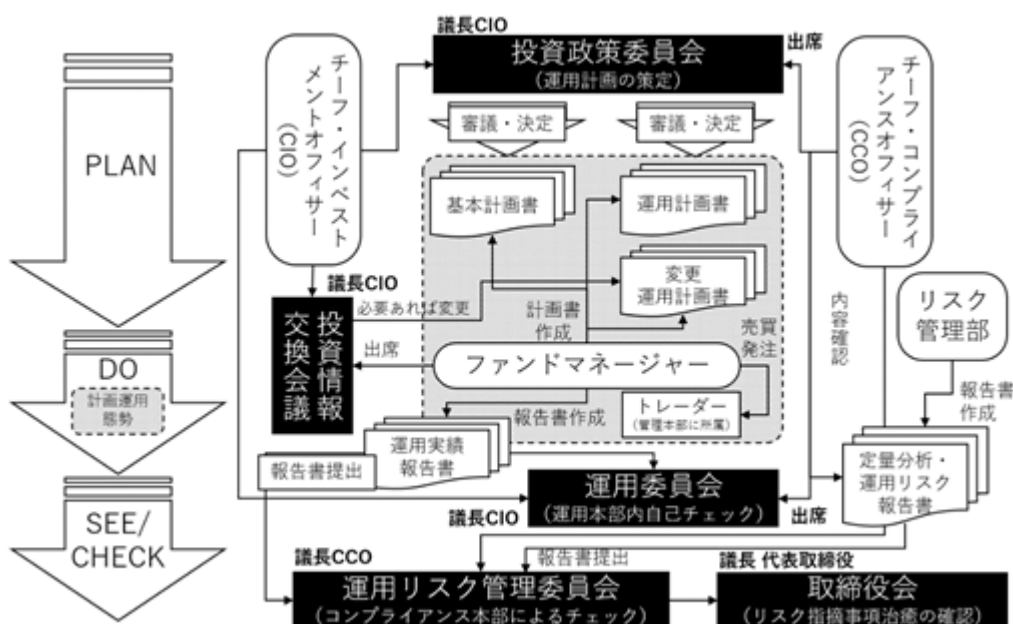 議長CIO
投資政策委員会
(運用計画の策定)
出席
チーフ・インベスト
メントオフィサー
(CIO)
チーフ・コンプライ
アンスオフィサー
(CCO)
PLAN
審議・決定
審議・決定
基本計画書
運用計画書
変更
運用計画書
議長CIO
必要あれば変更
計画書
作成
売買
発注
内容確認
リスク
管理部
投資情報
交換会議
出席
ファンドマネージャー
DO
計画運用
態勢
報告書作成
トレーダー
(管理本部に所属)
報告書
作成
運用実績
報告書
報告書提出
定量分析・
運用リスク
報告書
運用委員会
(運用本部内自己チェック)
議長CIO
出席
SEE/
CHECK
議長CCO
報告書提出
議長 代表取締役
運用リスク管理委員会
(コンプライアンス本部によるチェック)
取締役会
(リスク指摘事項治癒の確認)